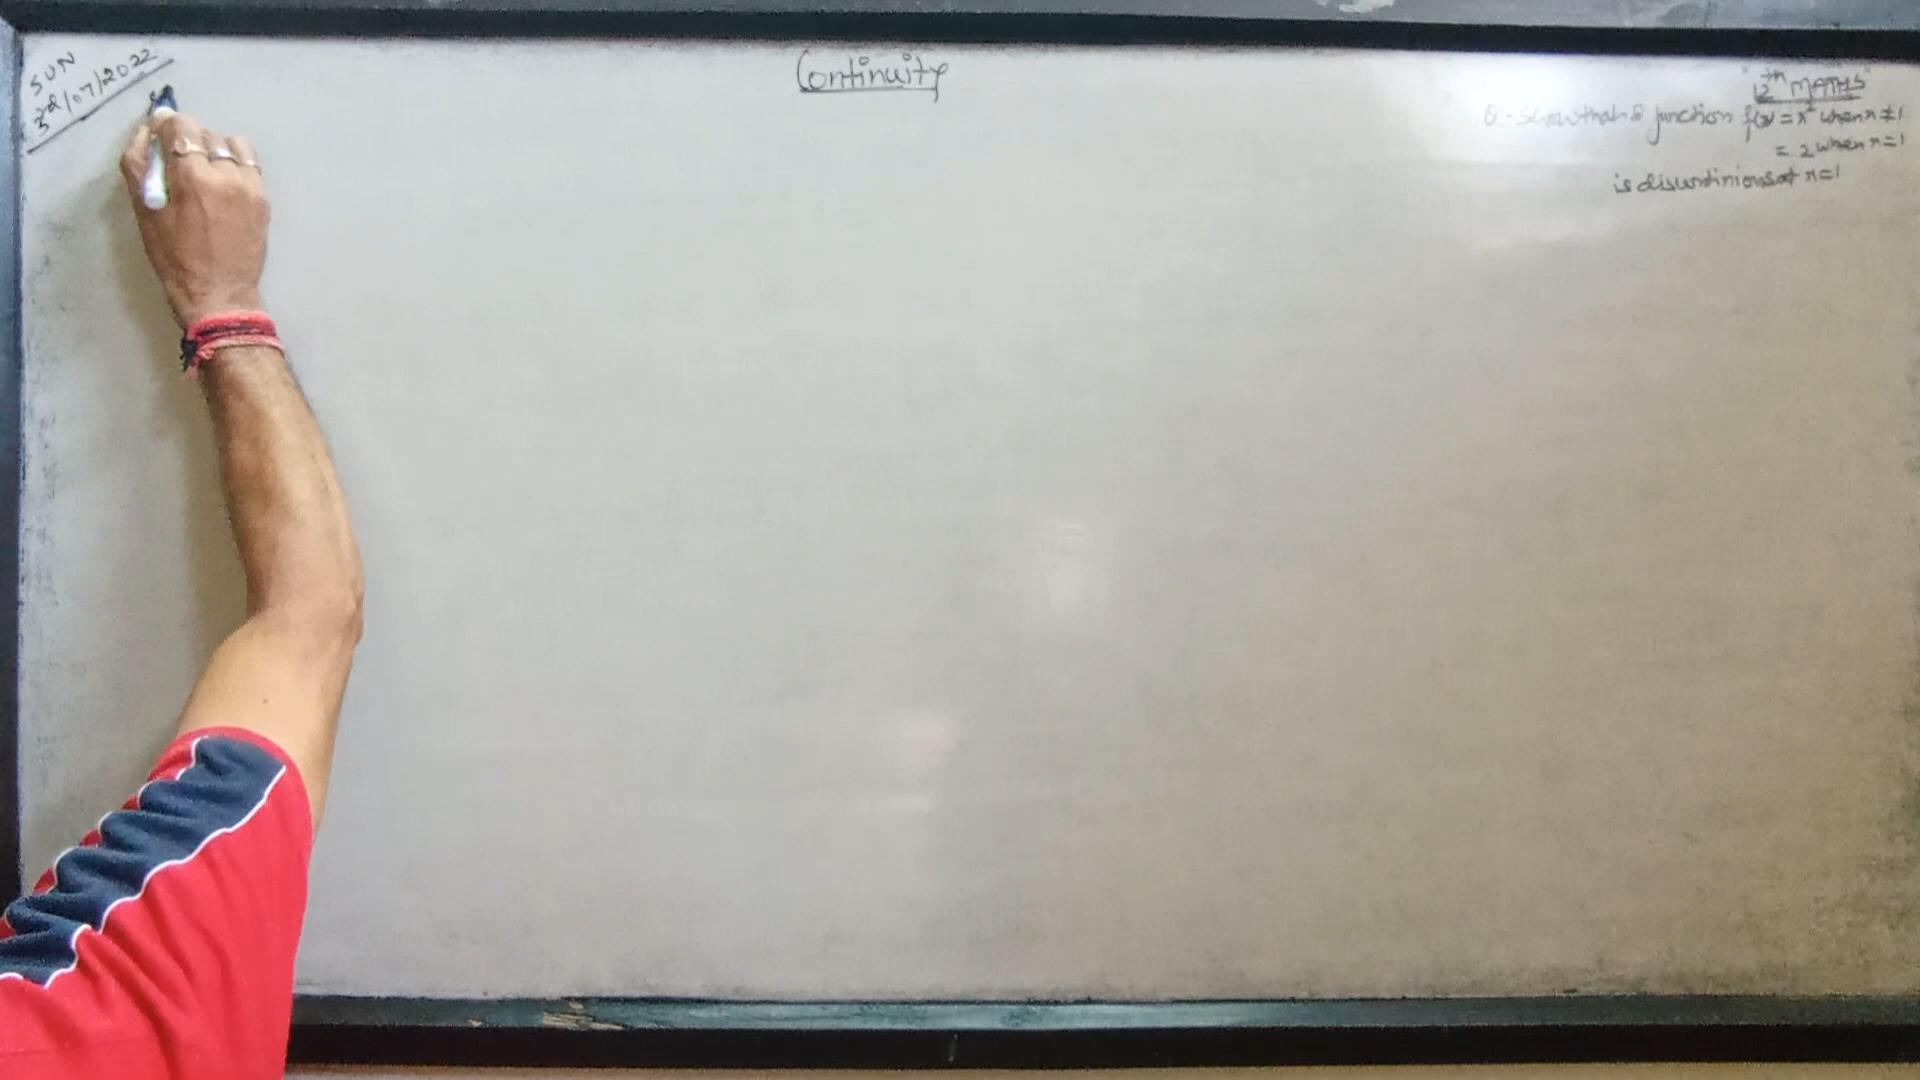 SUN
3rd/07/2022
Continuity
"12th MATHS"
Q:- Show that & function f(x) = x² when x ≠ 1
= 2 when x = 1
is discontinious at x = 1